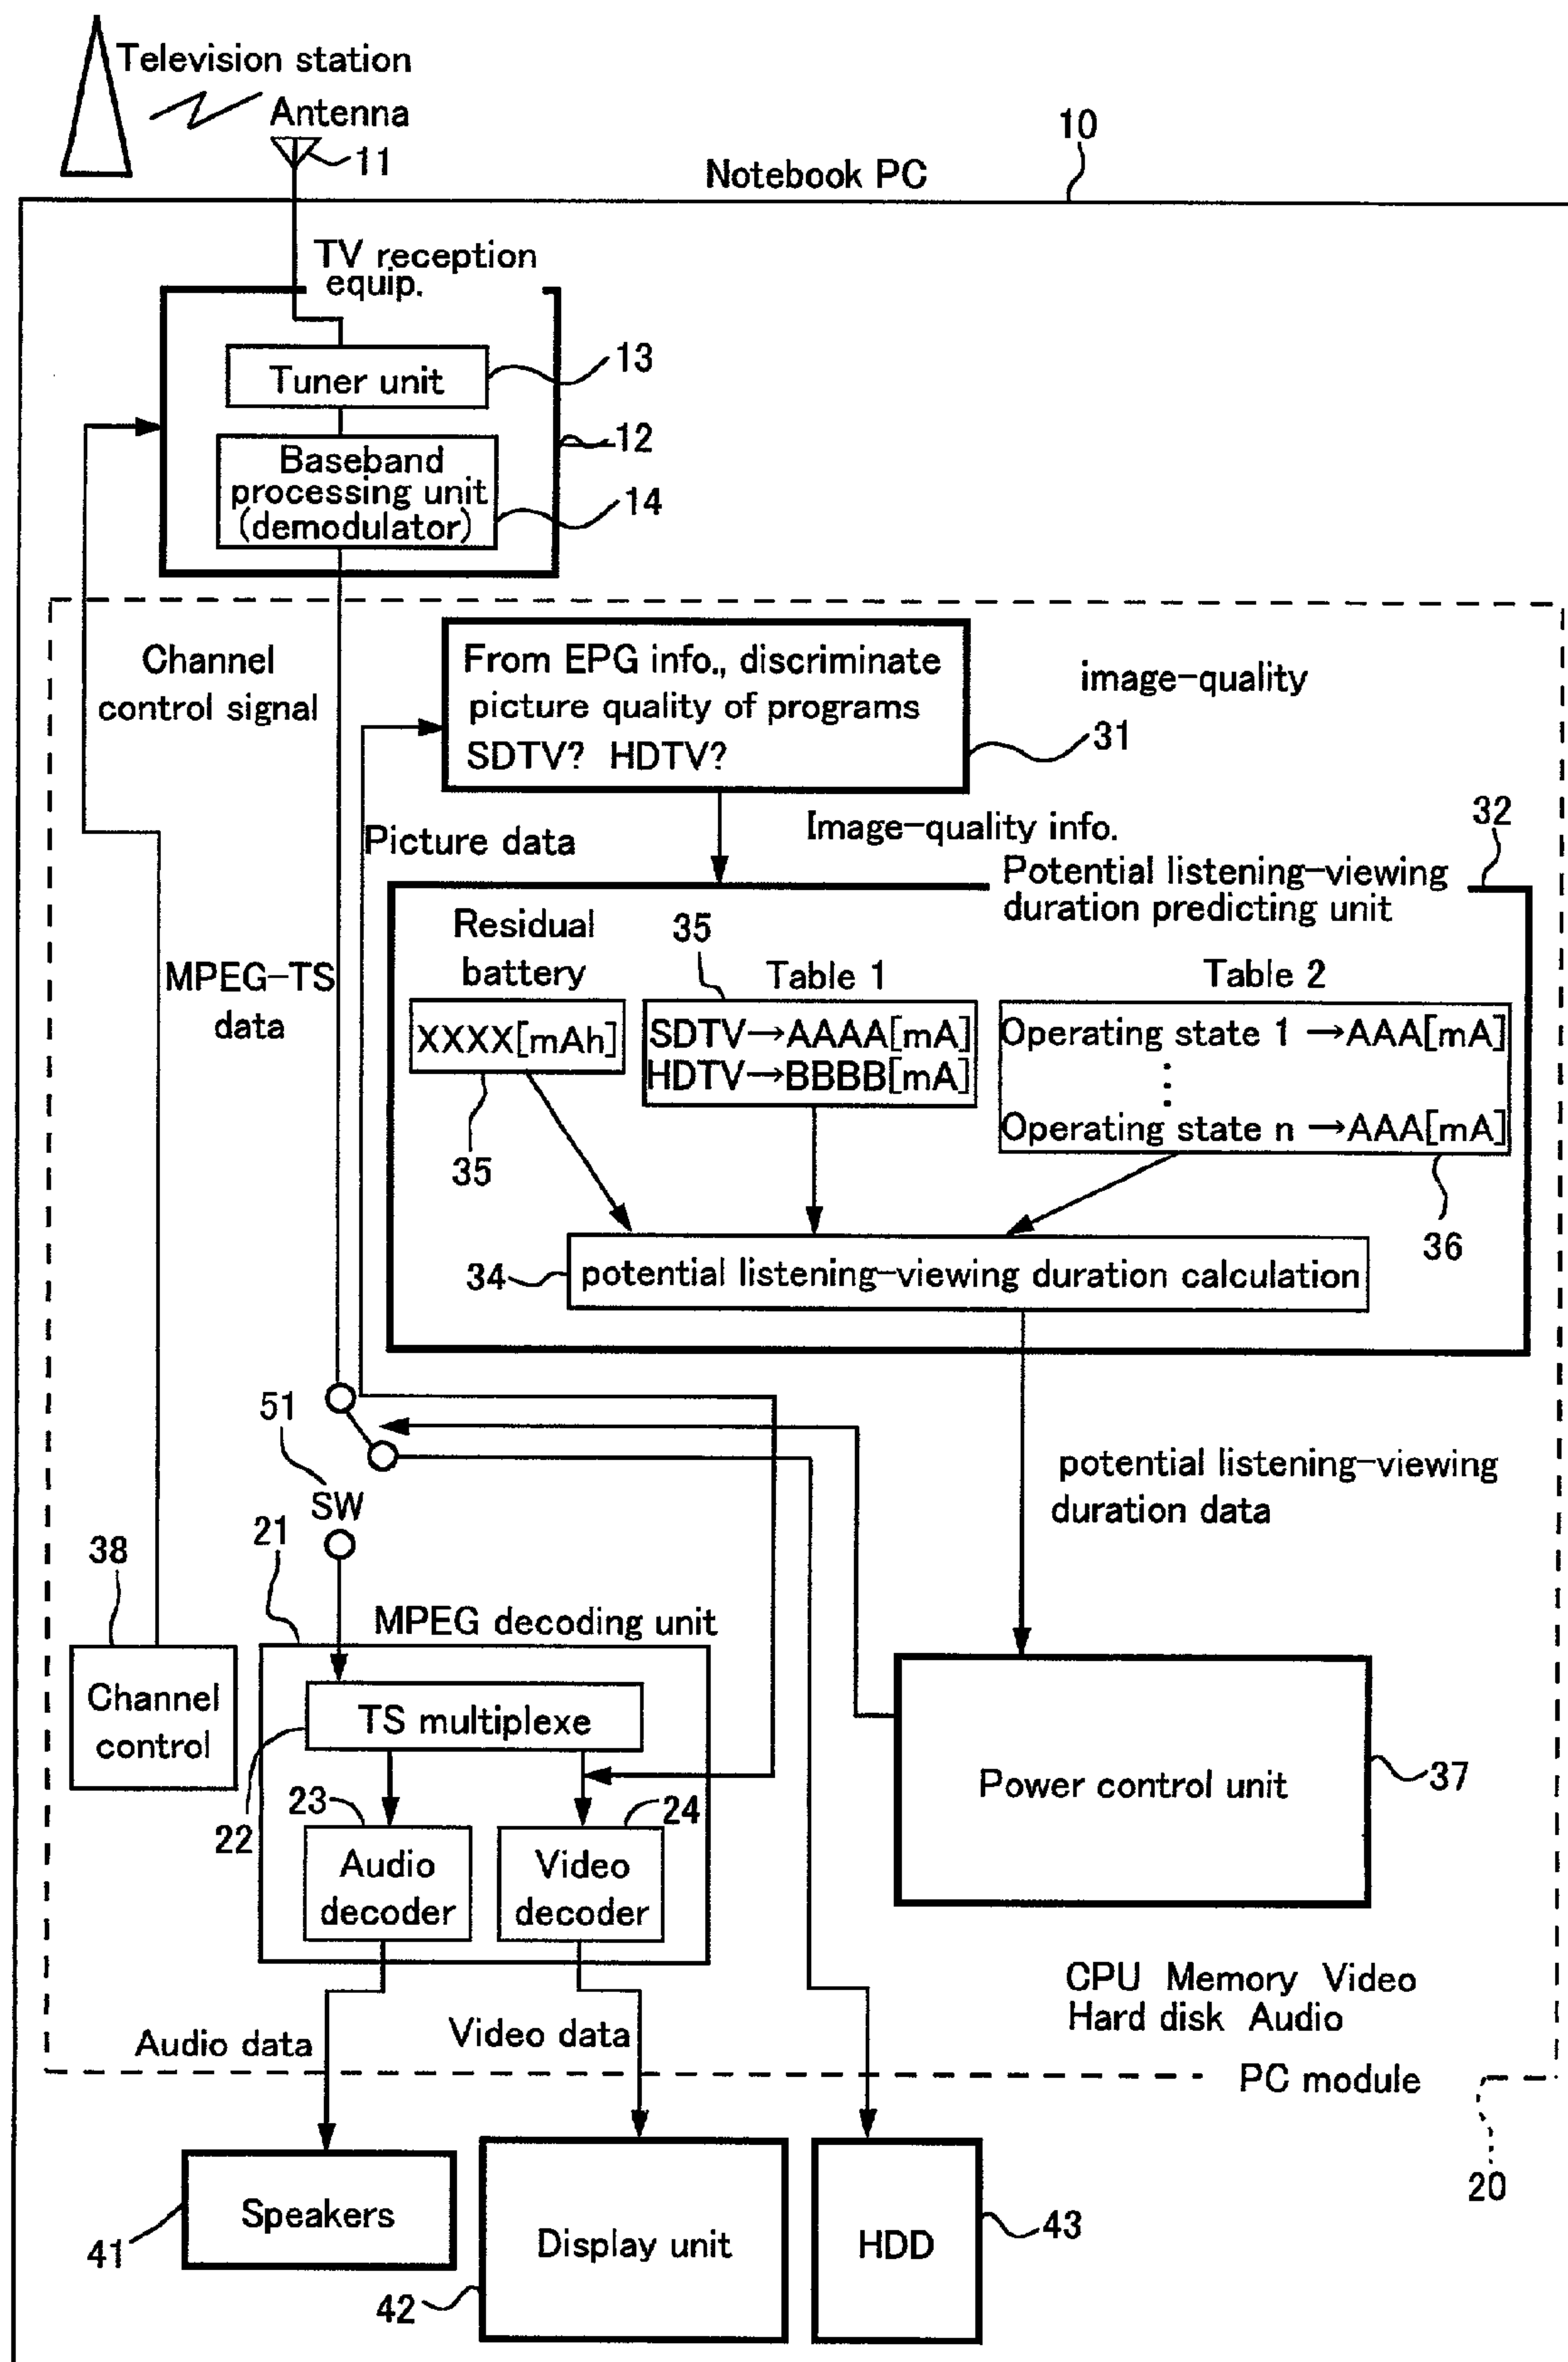 Television station
Antenna
11
10
Notebook PC
TV reception
equip.
Tuner unit
13
12
Baseband
processing unit
(demodulator)
14
Channel
control signal
From EPG info., discriminate
picture quality of programs
SDTV? HDTV?
image-quality
31
Picture data
Image-quality info.
32
Potential listening-viewing
duration predicting unit
MPEG-TS
data
Residual
battery
35
Table 1
Table 2
XXXX[mAh]
SDTV→AAAA[mA]
HDTV→BBBB[mA]
Operating state 1 →AAA[mA]
⋮
Operating state n →AAA[mA]
35
36
34
potential listening-viewing duration calculation
51
SW
potential listening-viewing
duration data
38
21
MPEG decoding unit
Channel
control
TS multiplexe
22
23
24
Audio
decoder
Video
decoder
Power control unit
37
CPU Memory Video
Hard disk Audio
Audio data
Video data
PC module
20
Speakers
41
Display unit
42
HDD
43